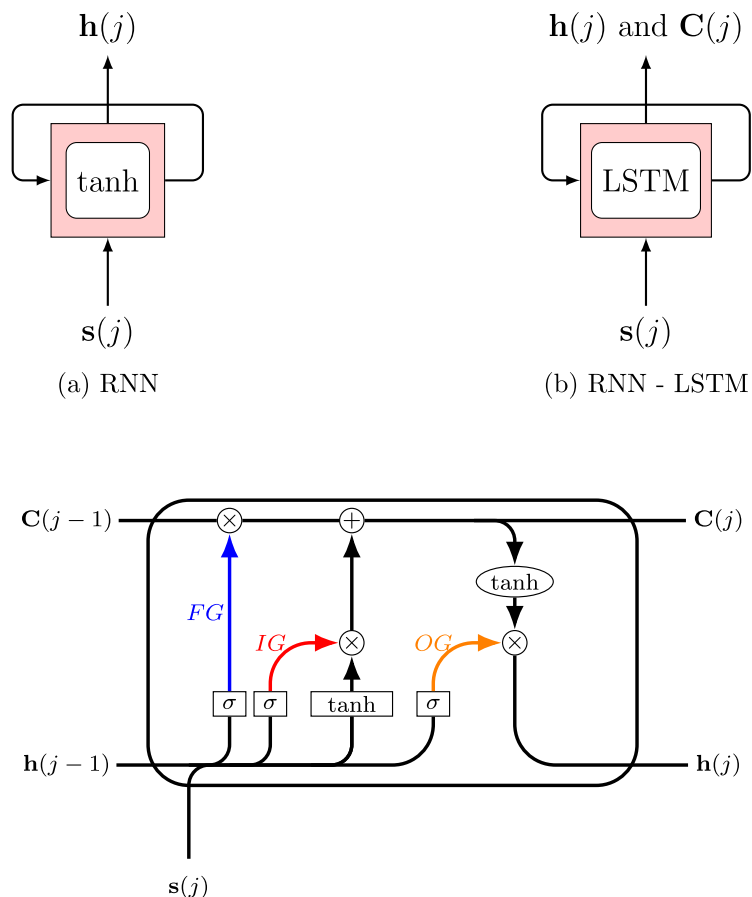 h(j)
h(j) and C(j)
tanh
LSTM
s(j)
s(j)
(a) RNN
(b) RNN - LSTM
C(j − 1)
×
+
C(j)
tanh
FG
IG
×
OG
×
σ
σ
tanh
σ
h(j − 1)
h(j)
s(j)